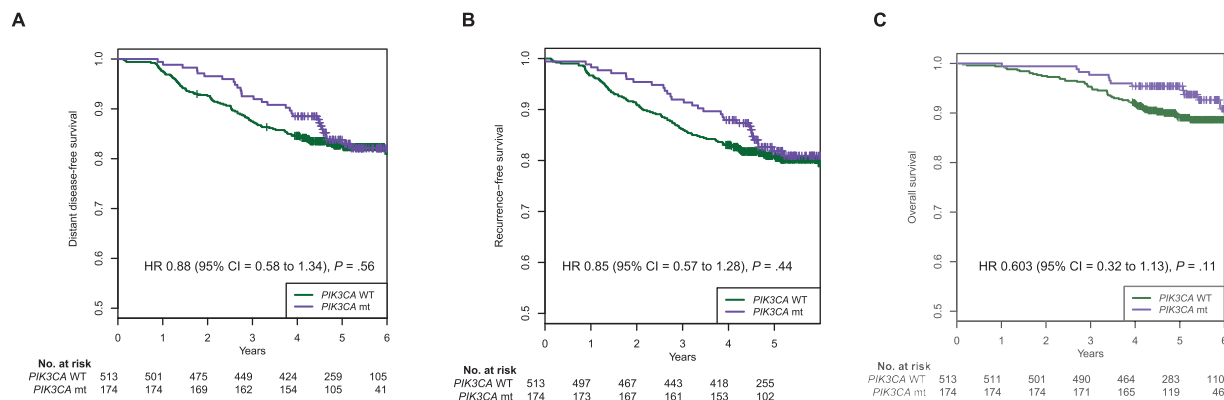 A
Distant disease-free survival
1.0
0.9
0.8
0.7
0.6
0.5
HR 0.88 (95% CI = 0.58 to 1.34), P = .56
PIK3CA WT
PIK3CA mt
0 1 2 3 4 5 6
Years
No. at risk
PIK3CA WT 513 501 475 449 424 259 105
PIK3CA mt 174 174 169 162 154 105 41
B
Recurrence−free survival
1.0
0.9
0.8
0.7
0.6
0.5
HR 0.85 (95% CI = 0.57 to 1.28), P = .44
PIK3CA WT
PIK3CA mt
0 1 2 3 4 5
Years
No. at risk
PIK3CA WT 513 497 467 443 418 255
PIK3CA mt 174 173 167 161 153 102
C
Overall survival
1.0
0.9
0.8
0.7
0.6
0.5
HR 0.603 (95% CI = 0.32 to 1.13), P = .11
PIK3CA WT
PIK3CA mt
0 1 2 3 4 5 6
Years
No. at risk
PIK3CA WT 513 511 501 490 464 283 110
PIK3CA mt 174 174 174 171 165 119 46